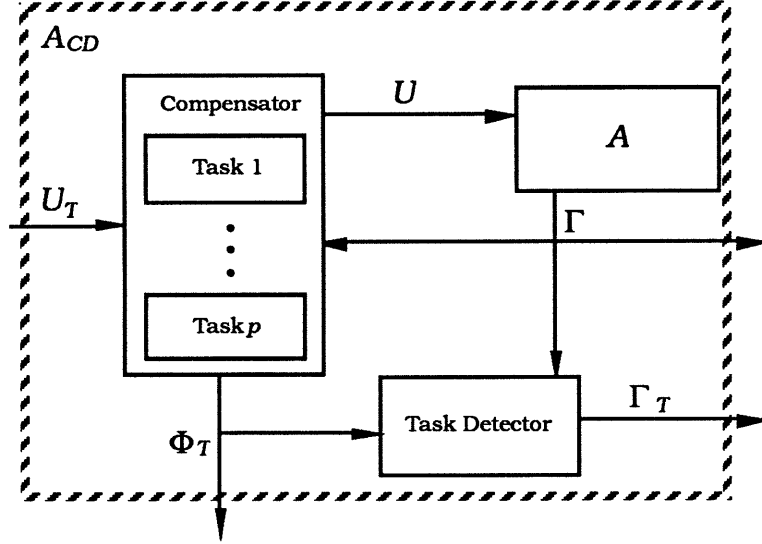 A_CD
Compensator
U
A
Task 1
U_T
Γ
Task p
Γ_T
Task Detector
Φ_T